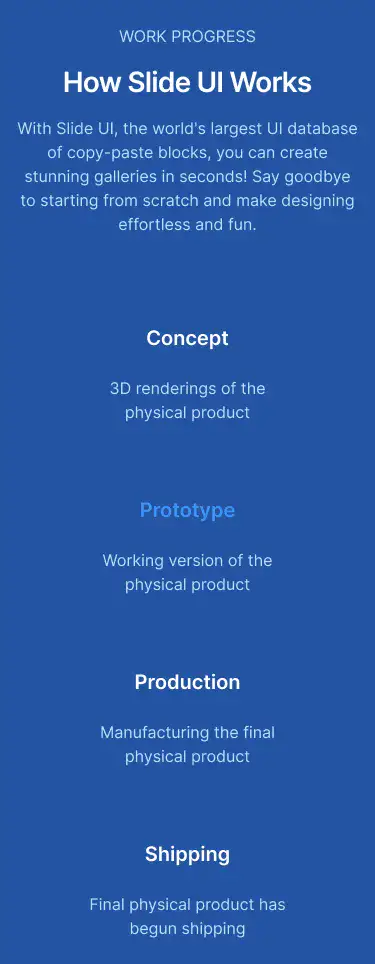 WORK PROGRESS
How Slide UI Works
With Slide UI, the world's largest UI database
of copy-paste blocks, you can create
stunning galleries in seconds! Say goodbye
to starting from scratch and make designing
effortless and fun.
Concept
3D renderings of the
physical product
Prototype
Working version of the
physical product
Production
Manufacturing the final
physical product
Shipping
Final physical product has
begun shipping